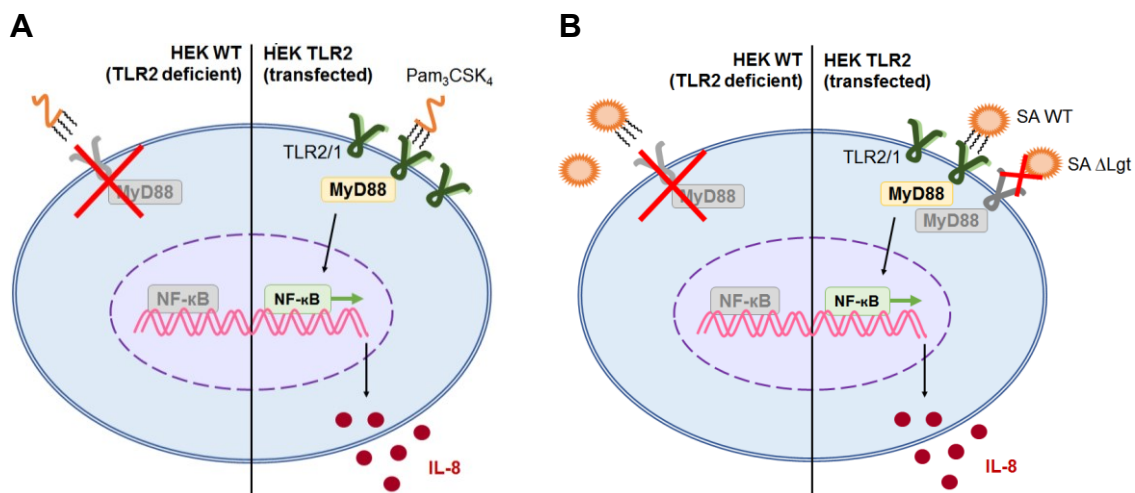 A
HEK WT
(TLR2 deficient)
HEK TLR2
(transfected)
Pam₃CSK₄
TLR2/1
MyD88
MyD88
NF-κB
NF-κB
IL-8
B
HEK WT
(TLR2 deficient)
HEK TLR2
(transfected)
SA WT
TLR2/1
SA ΔLgt
MyD88
MyD88
MyD88
NF-κB
NF-κB
IL-8